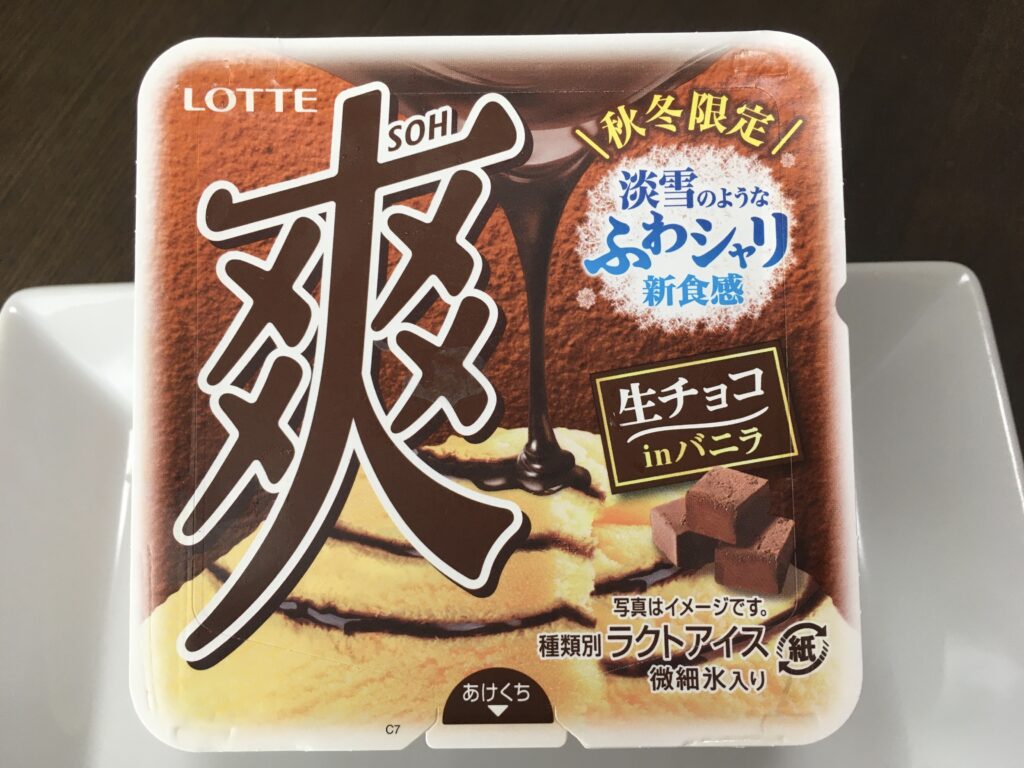 LOTTE
SOH
爽
秋冬限定
淡雪のような
ふわシャリ
新食感
生チョコ
inバニラ
写真はイメージです。
種類別 ラクトアイス
微細氷入り
紙
あけくち
C7